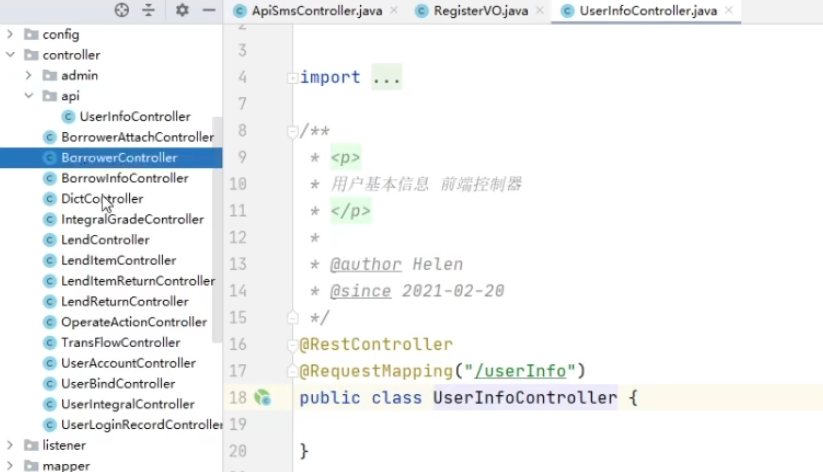 ApiSmsController.java
RegisterVO.java
UserInfoController.java
config
controller
admin
api
UserInfoController
BorrowerAttachController
BorrowerController
BorrowInfoController
DictController
IntegralGradeController
LendController
LendItemController
LendItemReturnController
LendReturnController
OperateActionController
TransFlowController
UserAccountController
UserBindController
UserIntegralController
UserLoginRecordController
listener
mapper
3
4 import ...
7
8 /**
9 * <p>
10 * 用户基本信息 前端控制器
11 * </p>
12 *
13 * @author Helen
14 * @since 2021-02-20
15 */
16 @RestController
17 @RequestMapping("/userInfo")
18 public class UserInfoController {
19
20 }